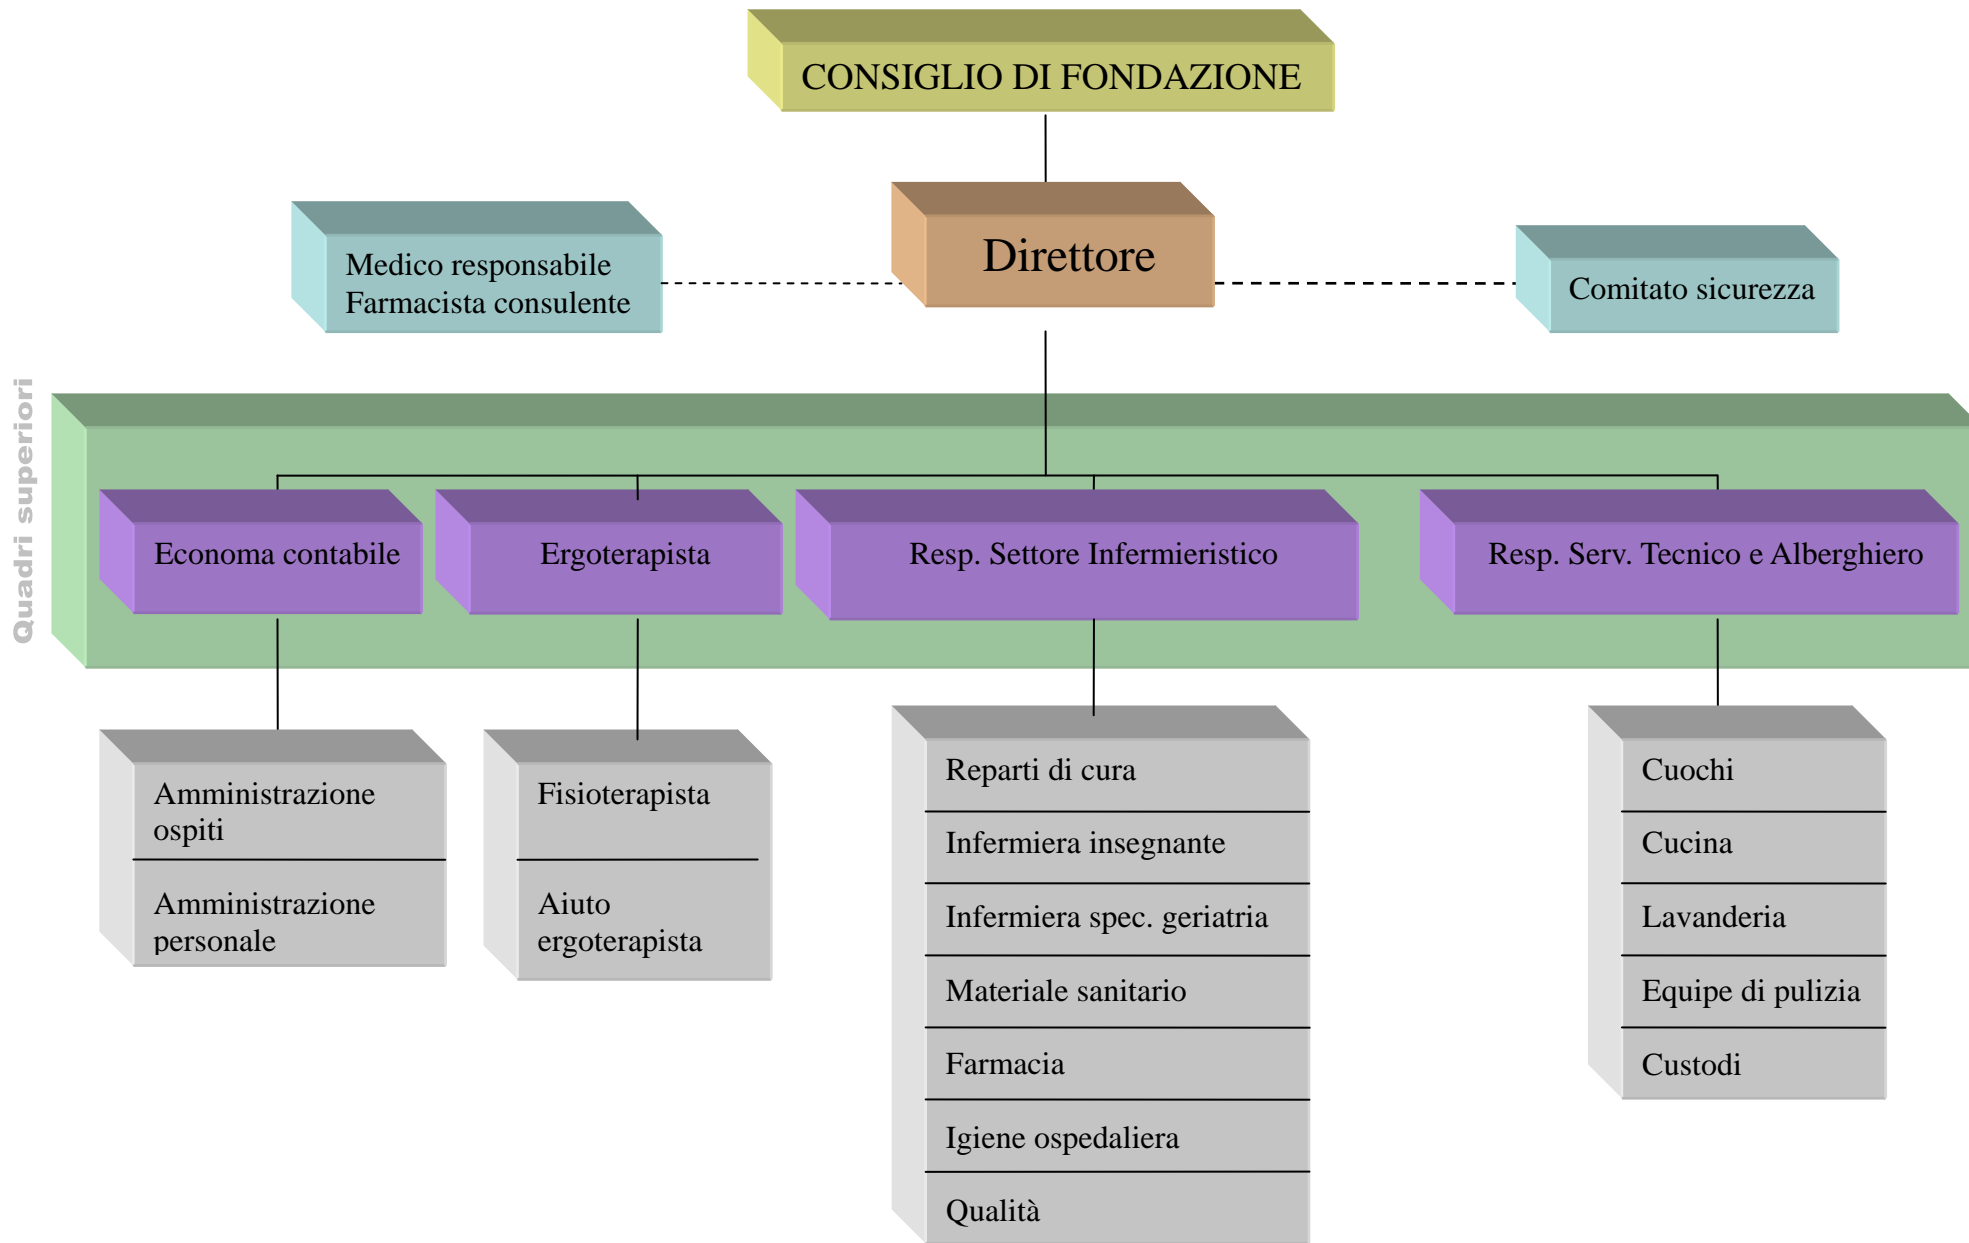 CONSIGLIO DI FONDAZIONE
Direttore
Medico responsabile
Farmacista consulente
Comitato sicurezza
Quadri superiori
Economa contabile
Ergoterapista
Resp. Settore Infermieristico
Resp. Serv. Tecnico e Alberghiero
Amministrazione
ospiti
Amministrazione
personale
Fisioterapista
Aiuto
ergoterapista
Reparti di cura
Infermiera insegnante
Infermiera spec. geriatria
Materiale sanitario
Farmacia
Igiene ospedaliera
Qualità
Cuochi
Cucina
Lavanderia
Equipe di pulizia
Custodi